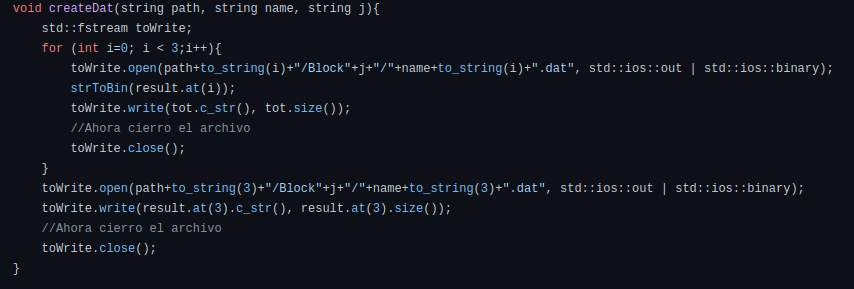 void createDat(string path, string name, string j){
    std::fstream toWrite;
    for (int i=0; i < 3;i++){
        toWrite.open(path+to_string(i)+"/Block"+j+"/"+name+to_string(i)+".dat", std::ios::out | std::ios::binary);
        strToBin(result.at(i));
        toWrite.write(tot.c_str(), tot.size());
        //Ahora cierro el archivo
        toWrite.close();
    }
    toWrite.open(path+to_string(3)+"/Block"+j+"/"+name+to_string(3)+".dat", std::ios::out | std::ios::binary);
    toWrite.write(result.at(3).c_str(), result.at(3).size());
    //Ahora cierro el archivo
    toWrite.close();
}